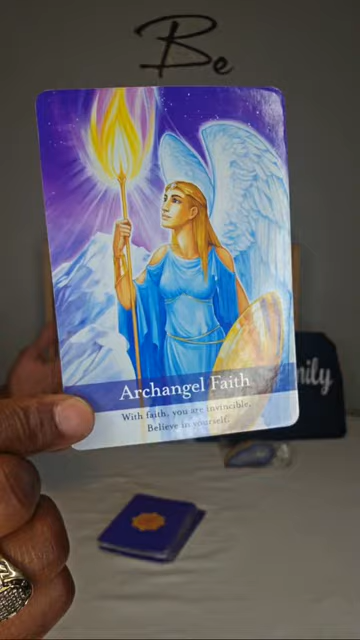 Be
Archangel Faith
With faith, you are invincible.
Believe in yourself.